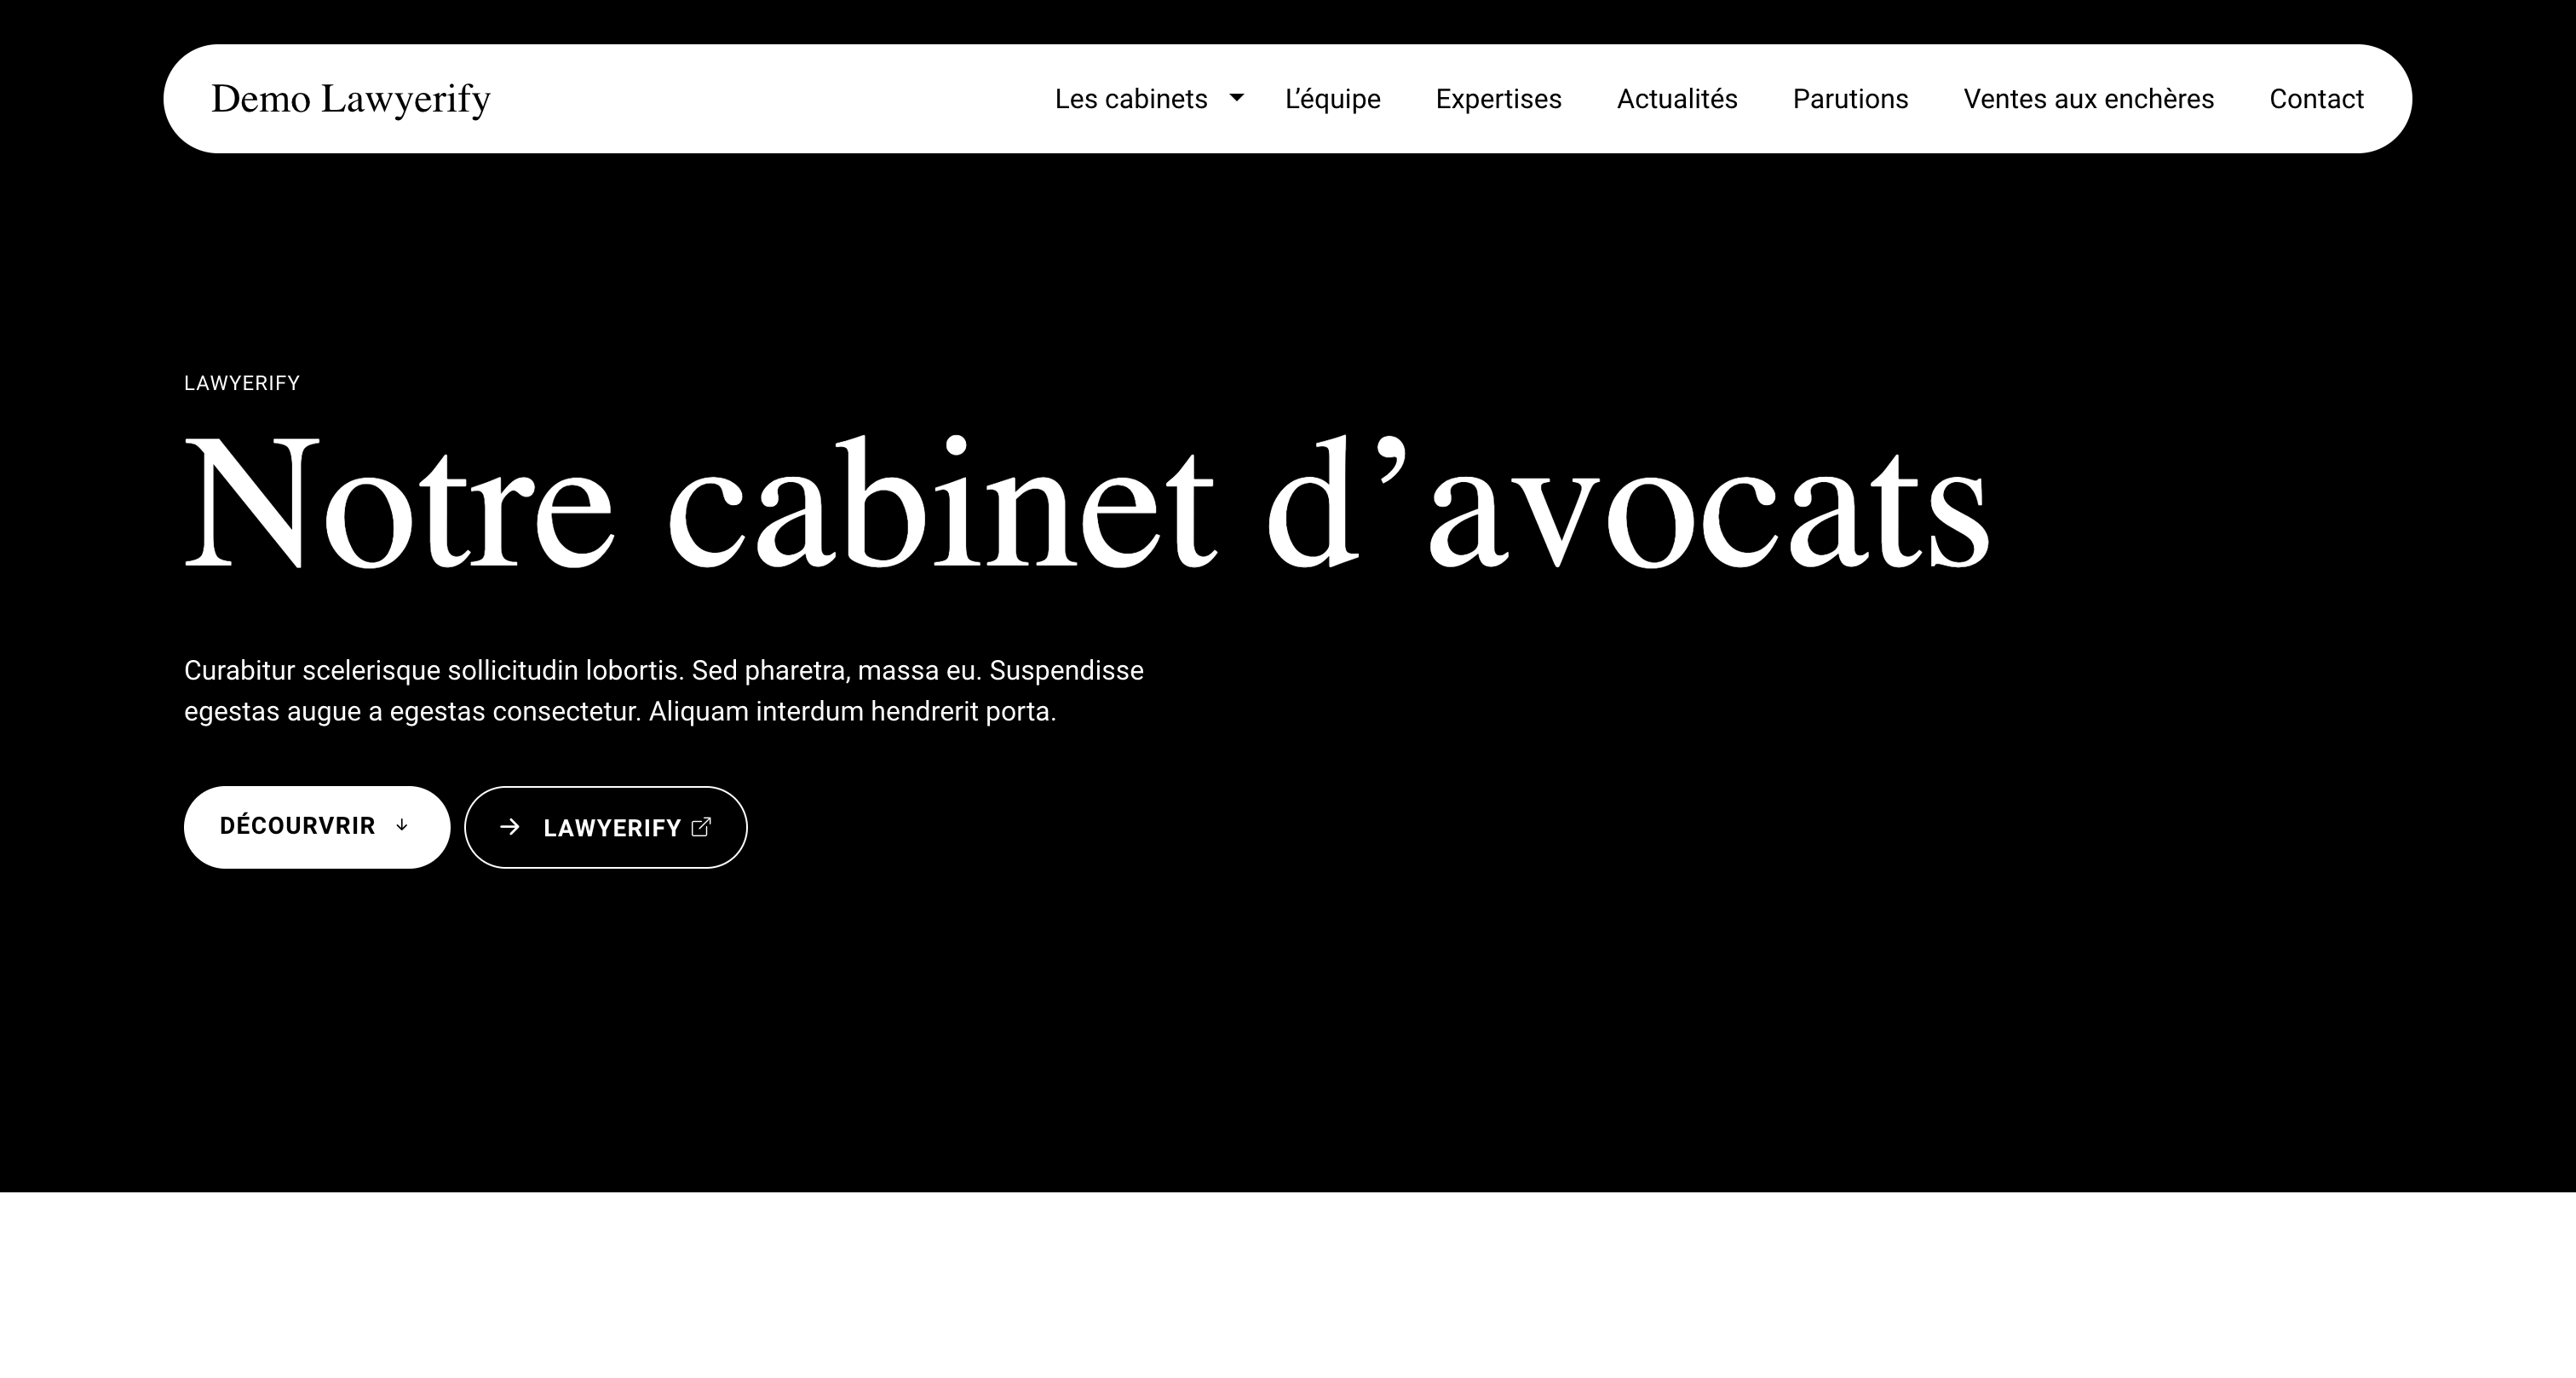 Demo Lawyerify
Les cabinets L’équipe Expertises Actualités Parutions Ventes aux enchères Contact
LAWYERIFY
Notre cabinet d’avocats
Curabitur scelerisque sollicitudin lobortis. Sed pharetra, massa eu. Suspendisse
egestas augue a egestas consectetur. Aliquam interdum hendrerit porta.
DÉCOURVRIR
LAWYERIFY